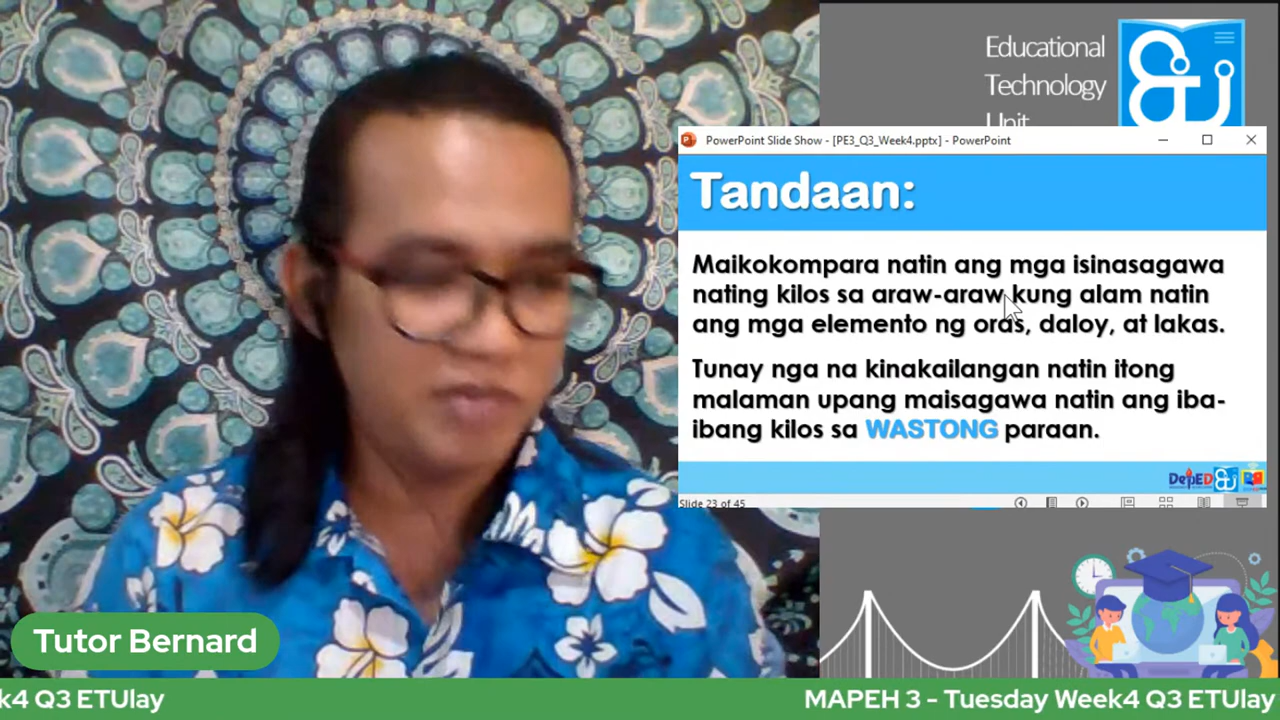 Educational
Technology
Unit
PowerPoint Slide Show - [PE3_Q3_Week4.pptx] - PowerPoint
Tandaan:
Maikokompara natin ang mga isinasagawa
nating kilos sa araw-araw kung alam natin
ang mga elemento ng oras, daloy, at lakas.
Tunay nga na kinakailangan natin itong
malaman upang maisagawa natin ang iba-
ibang kilos sa WASTONG paraan.
DepED
Slide 23 of 45
Tutor Bernard
k4 Q3 ETUlay
MAPEH 3 - Tuesday Week4 Q3 ETUlay